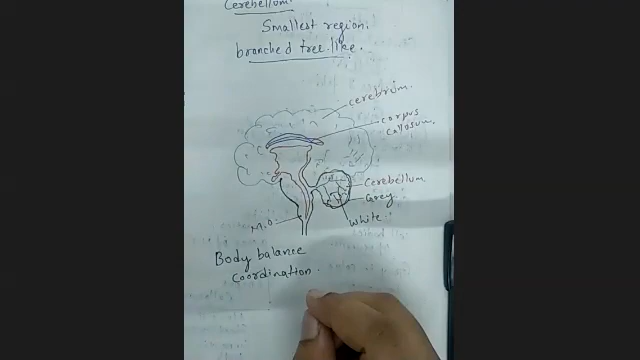 Cerebellum.
Smallest region.
branched tree like.
cerebrum.
corpus
callosum.
Cerebellum
Grey.
White.
M.O
Body balance
coordination.